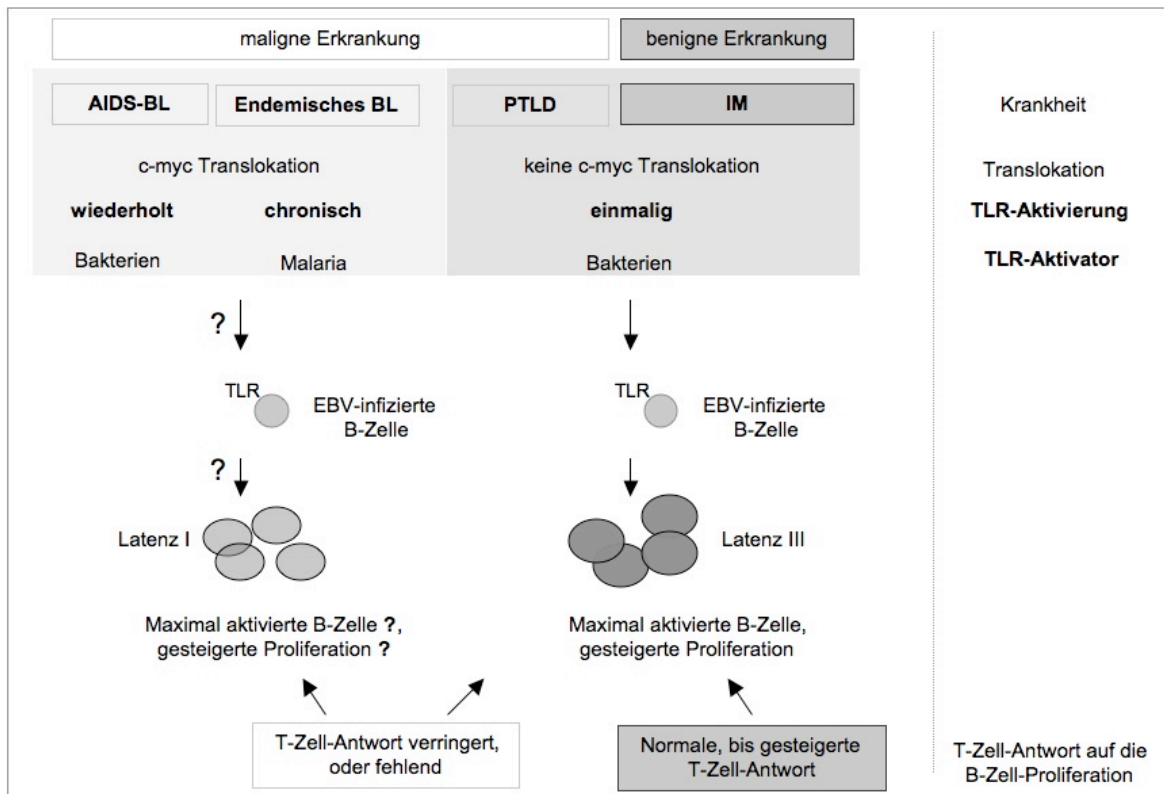 maligne Erkrankung
benigne Erkrankung
AIDS-BL
Endemisches BL
PTLD
IM
Krankheit
c-myc Translokation
keine c-myc Translokation
Translokation
wiederholt
chronisch
einmalig
TLR-Aktivierung
Bakterien
Malaria
Bakterien
TLR-Aktivator
?
TLR
EBV-infizierte
B-Zelle
TLR
EBV-infizierte
B-Zelle
?
Latenz I
Latenz III
Maximal aktivierte B-Zelle ?,
gesteigerte Proliferation ?
Maximal aktivierte B-Zelle,
gesteigerte Proliferation
T-Zell-Antwort verringert,
oder fehlend
Normale, bis gesteigerte
T-Zell-Antwort
T-Zell-Antwort auf die
B-Zell-Proliferation